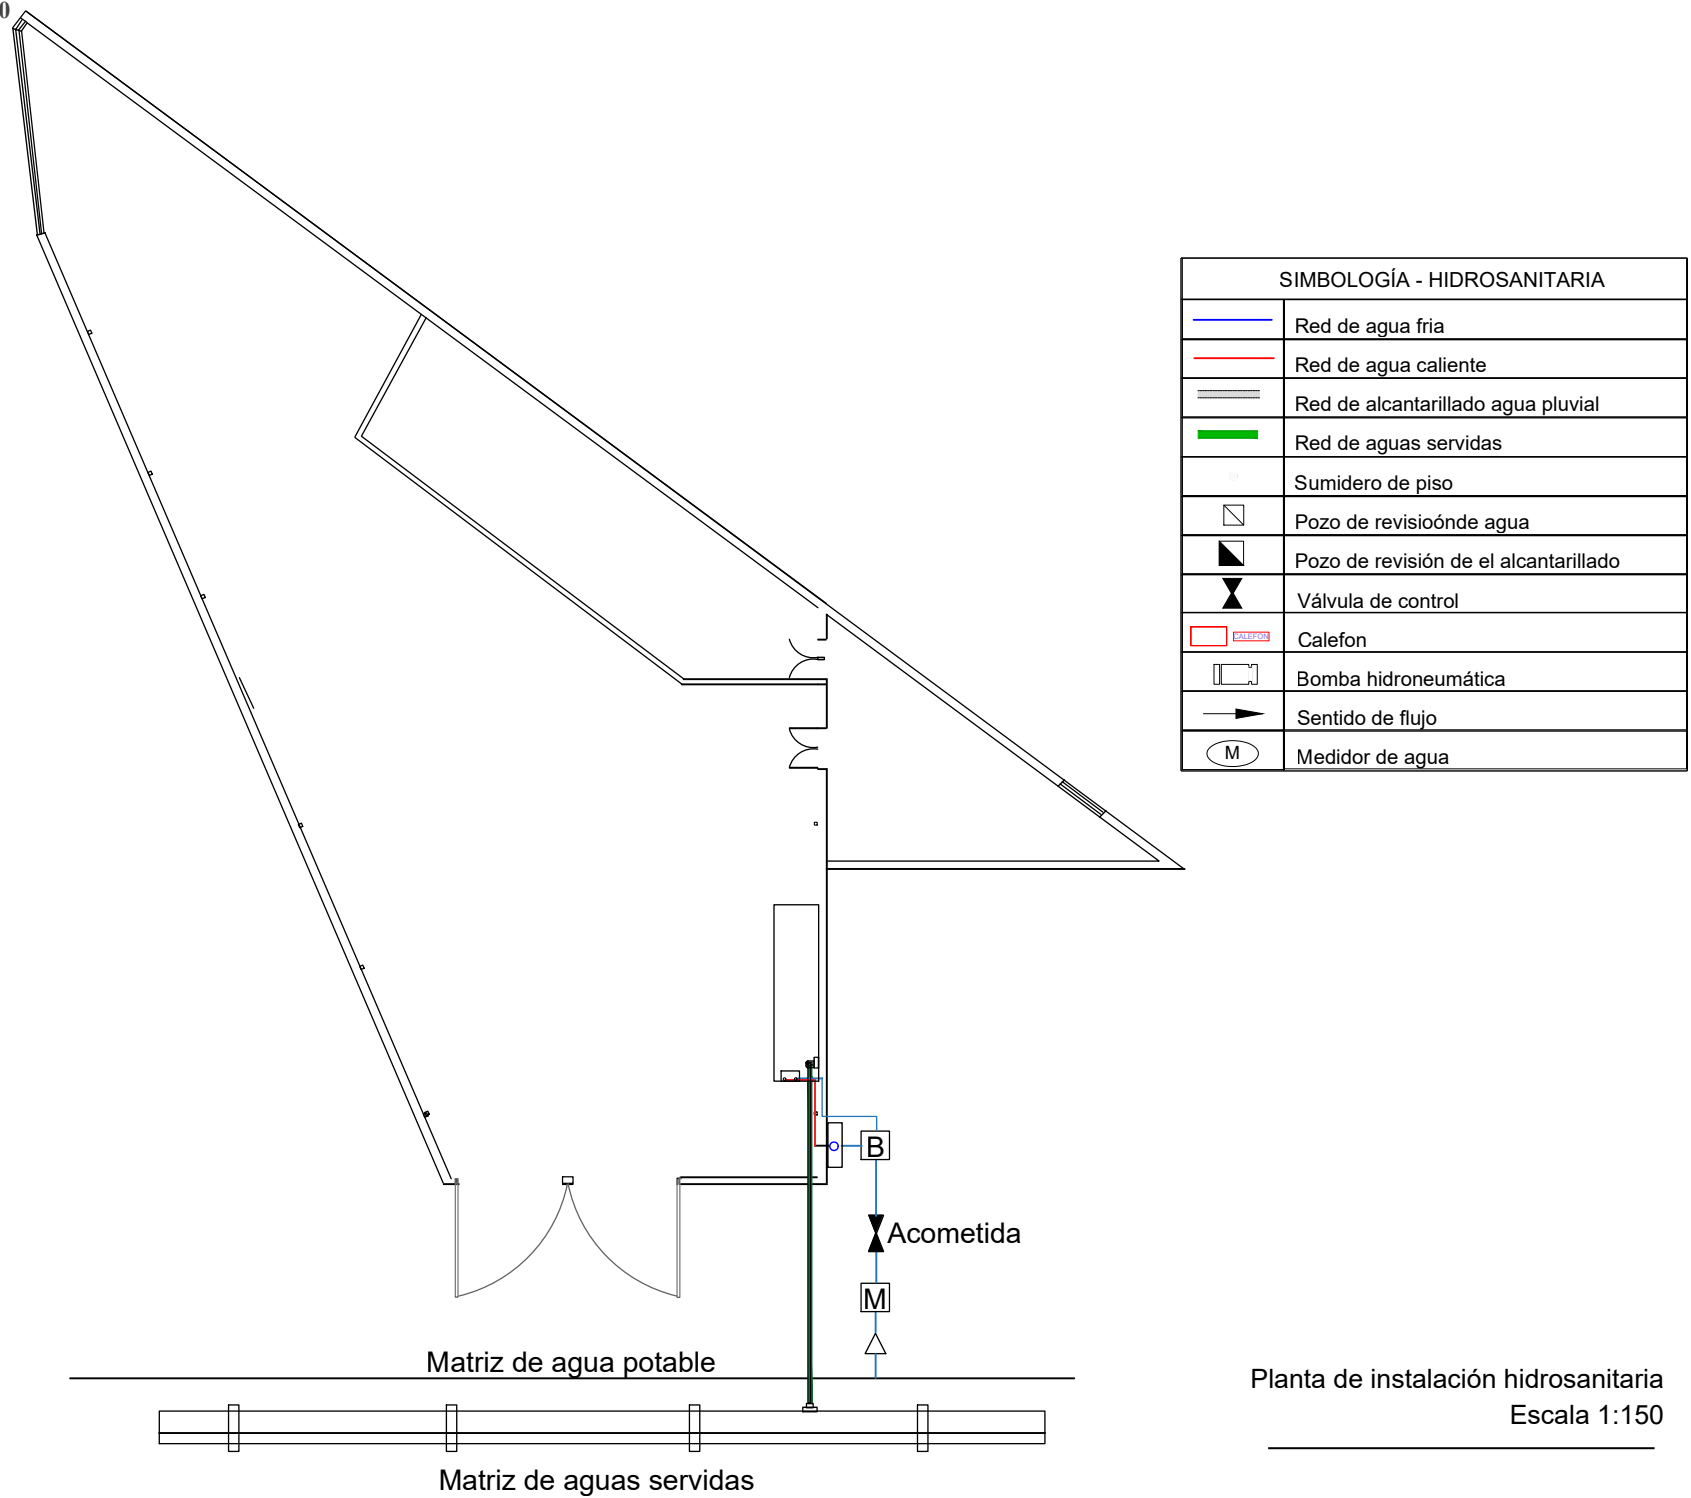 0
SIMBOLOGÍA - HIDROSANITARIA
Red de agua fria
Red de agua caliente
Red de alcantarillado agua pluvial
Red de aguas servidas
Sumidero de piso
Pozo de revisioónde agua
Pozo de revisión de el alcantarillado
Válvula de control
CALEFON
Calefon
Bomba hidroneumática
Sentido de flujo
M
Medidor de agua
B
Acometida
M
Matriz de agua potable
Matriz de aguas servidas
Planta de instalación hidrosanitaria
Escala 1:150